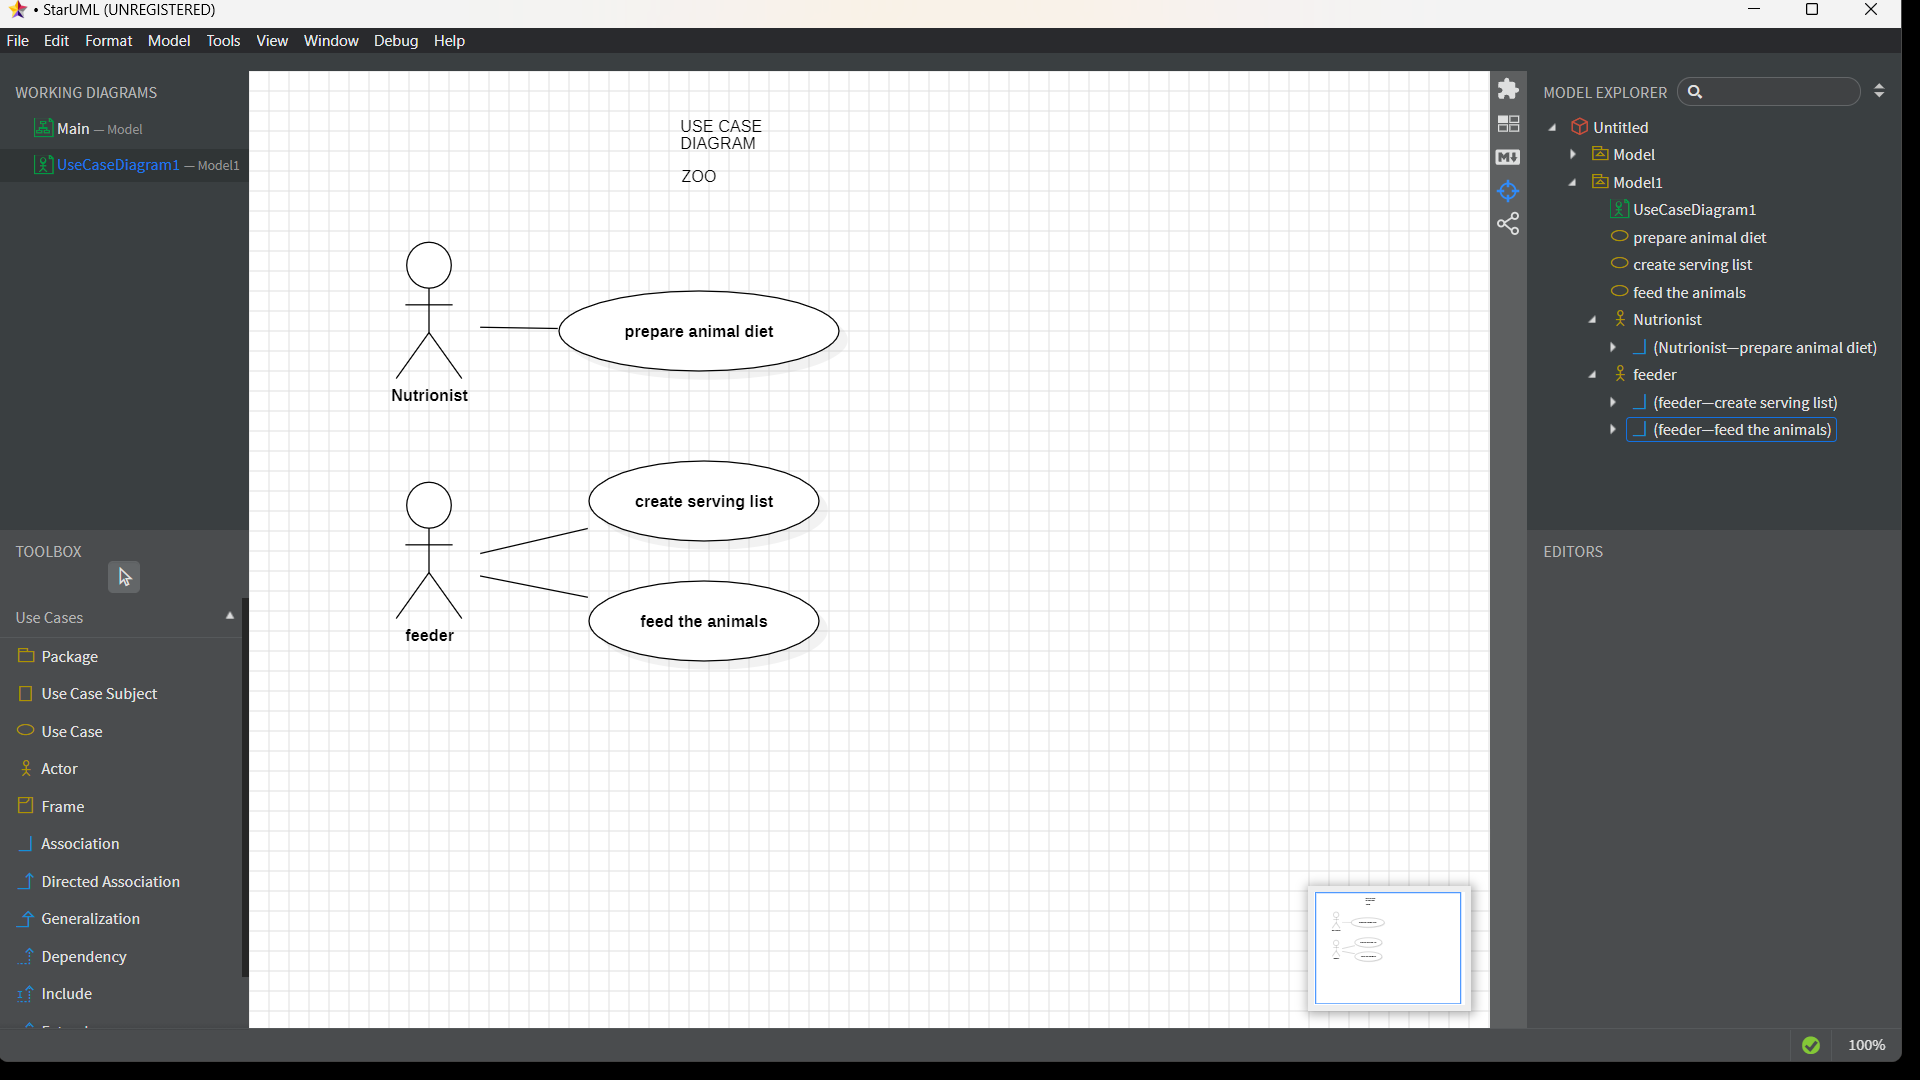 • StarUML (UNREGISTERED)
File Edit Format Model Tools View Window Debug Help
WORKING DIAGRAMS
Main — Model
UseCaseDiagram1 — Model1
TOOLBOX
Use Cases
Package
Use Case Subject
Use Case
Actor
Frame
Association
Directed Association
Generalization
Dependency
Include
USE CASE
DIAGRAM
ZOO
prepare animal diet
Nutrionist
create serving list
feed the animals
feeder
MODEL EXPLORER
Untitled
Model
Model1
UseCaseDiagram1
prepare animal diet
create serving list
feed the animals
Nutrionist
(Nutrionist—prepare animal diet)
feeder
(feeder—create serving list)
(feeder—feed the animals)
EDITORS
100%